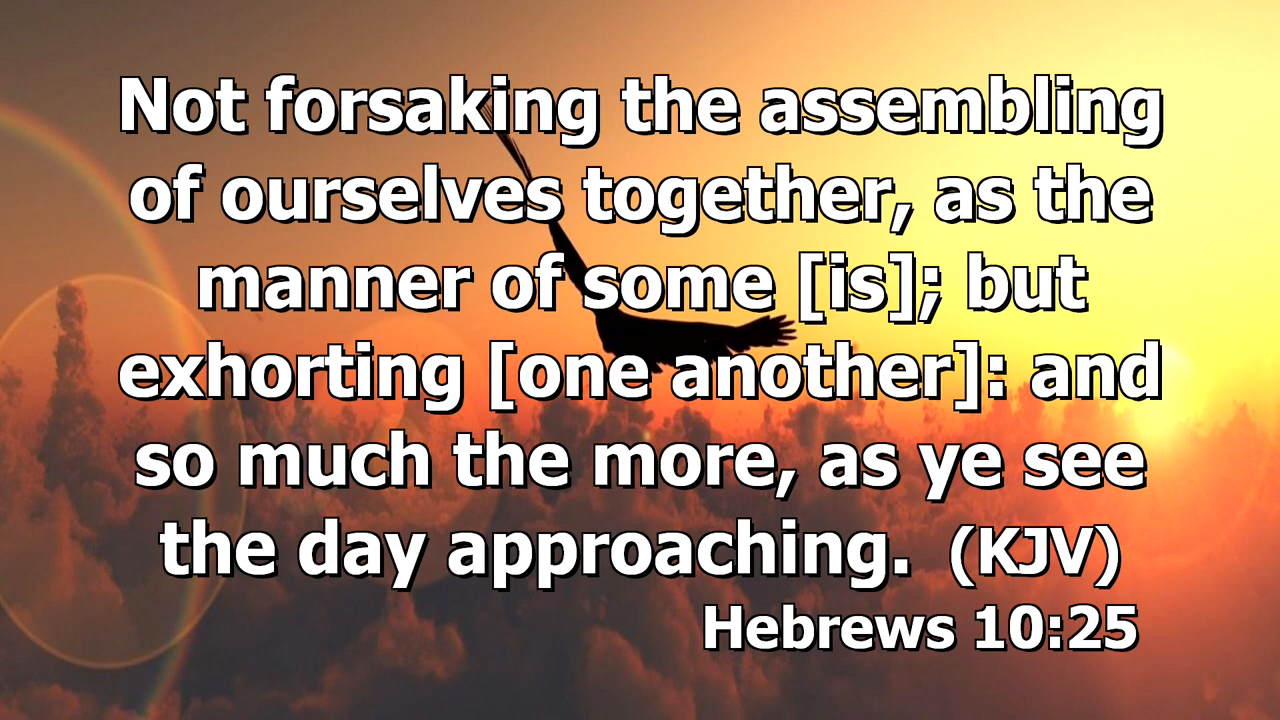 Not forsaking the assembling
of ourselves together, as the
manner of some [is]; but
exhorting [one another]: and
so much the more, as ye see
the day approaching. (KJV)
Hebrews 10:25